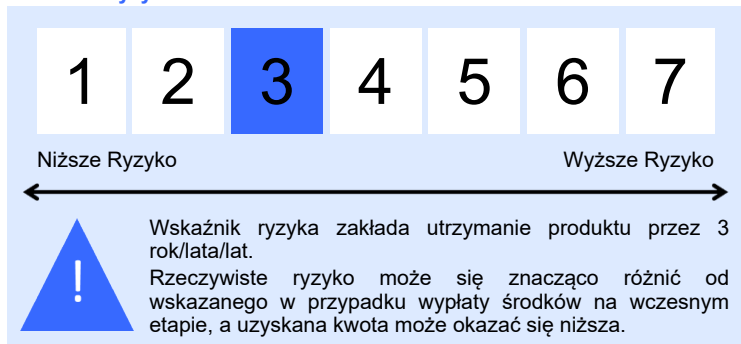 1 2 3 4 5 6 7
Niższe Ryzyko Wyższe Ryzyko
Wskaźnik ryzyka zakłada utrzymanie produktu przez 3
rok/lata/lat.
Rzeczywiste ryzyko może się znacząco różnić od
wskazanego w przypadku wypłaty środków na wczesnym
etapie, a uzyskana kwota może okazać się niższa.
!